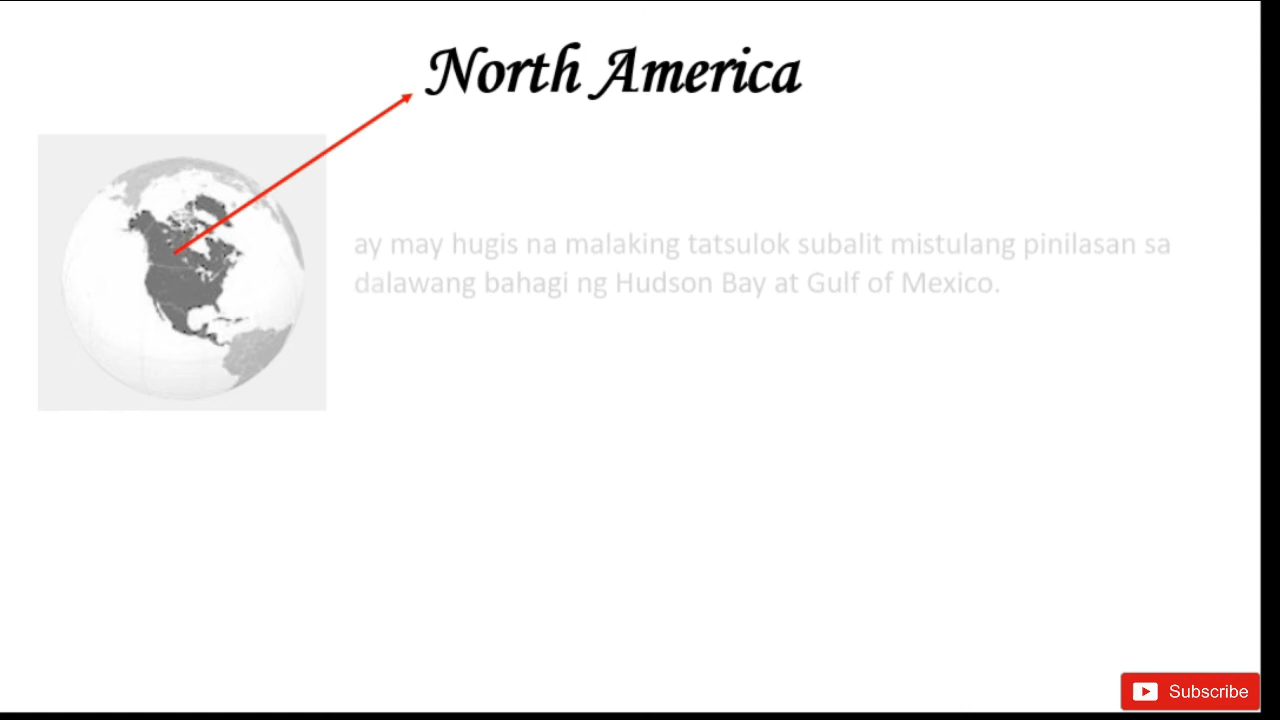 North America
ay may hugis na malaking tatsulok subalit mistulang pinilasan sa
dalawang bahagi ng Hudson Bay at Gulf of Mexico.
Subscribe